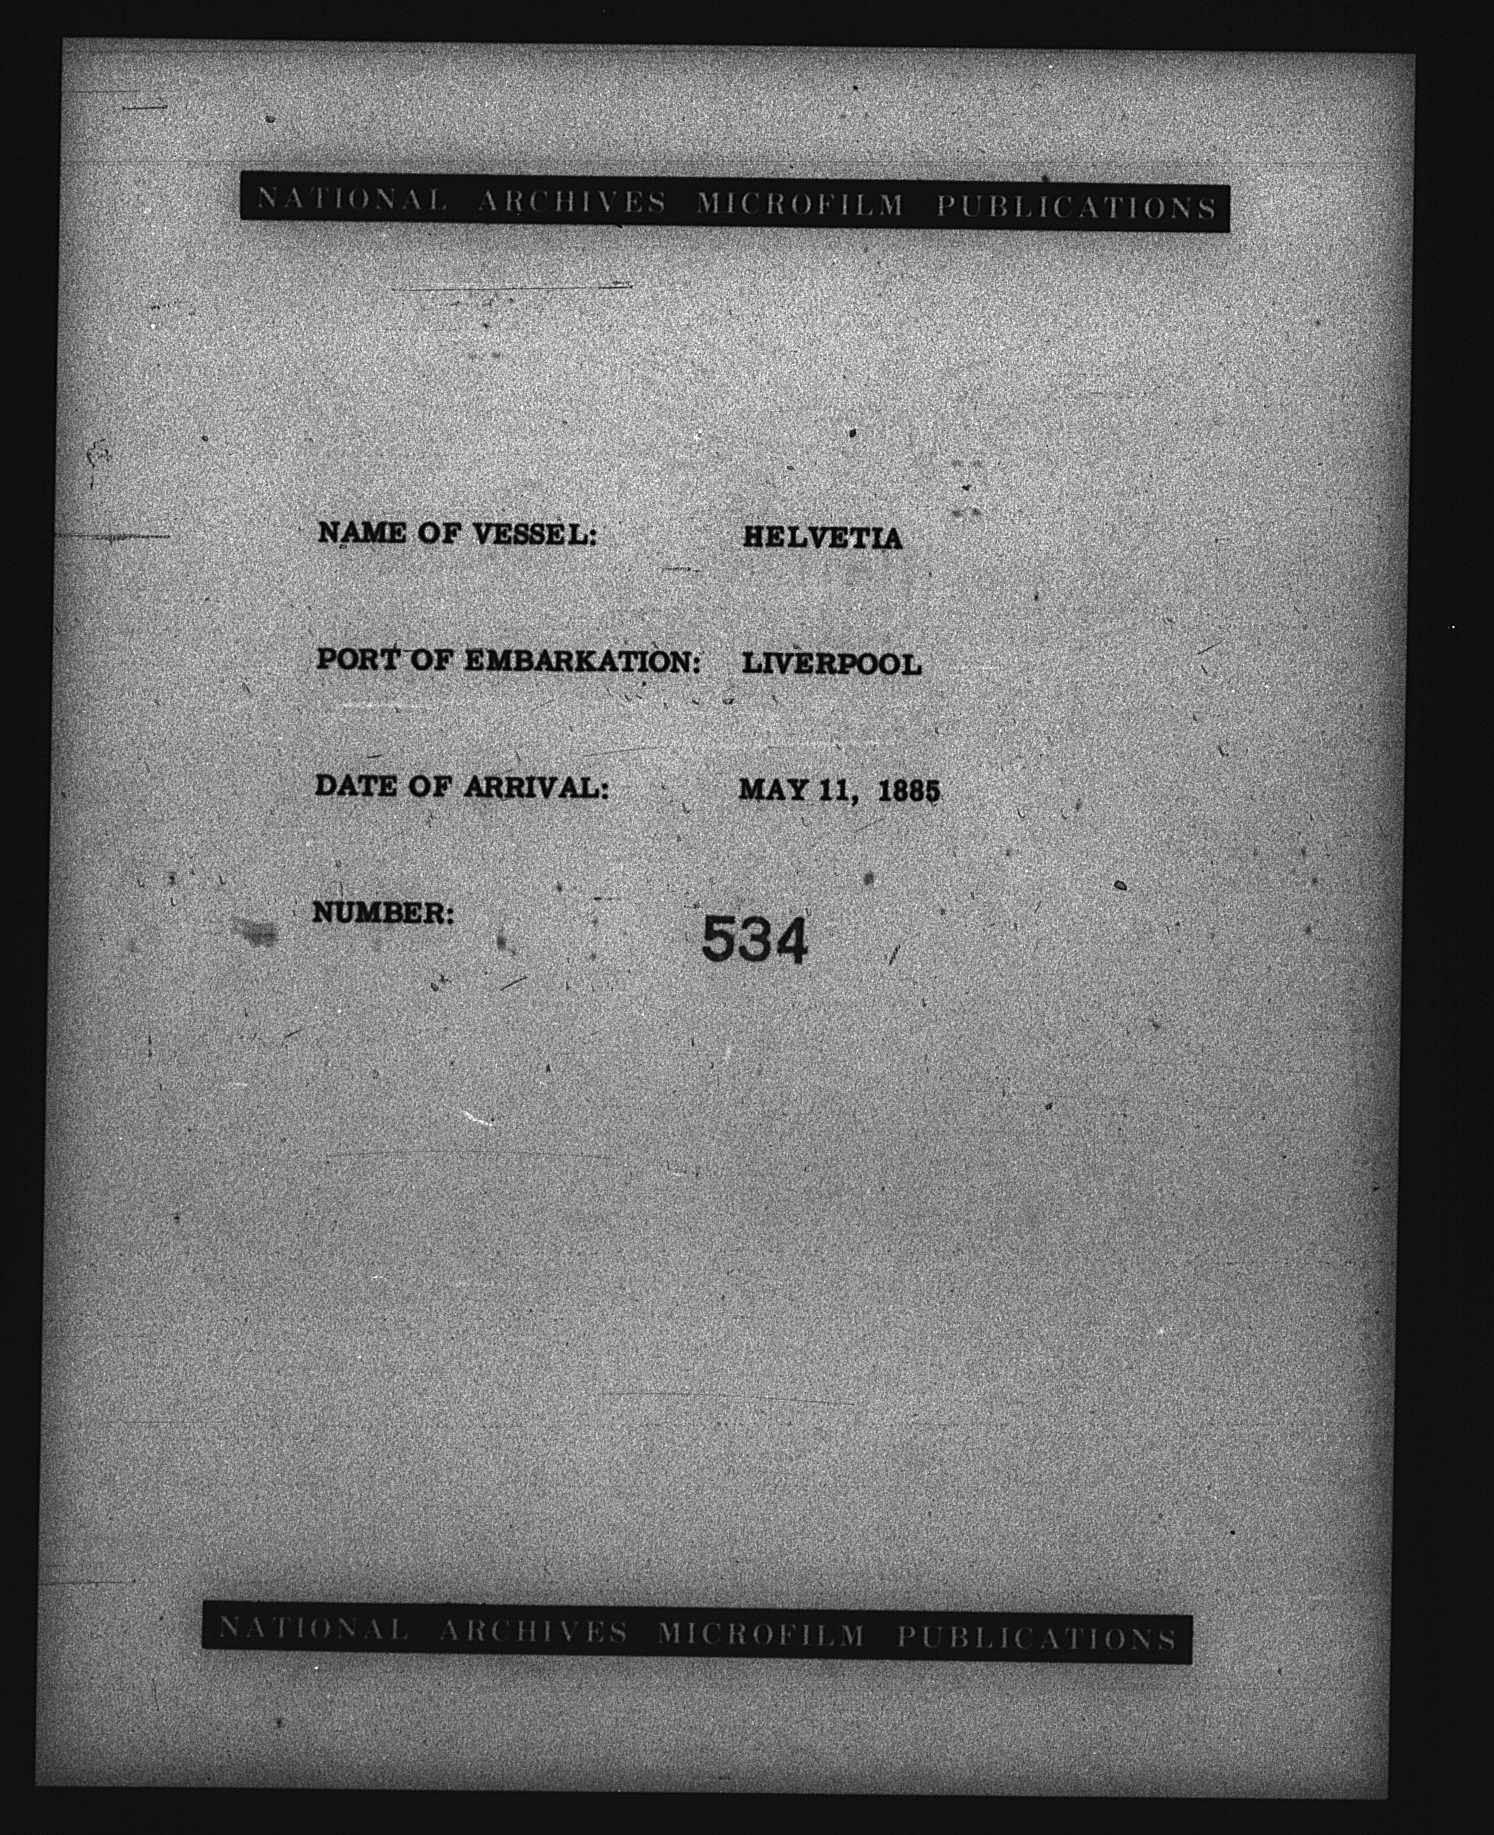 NATIONAL ARCHIVES MICROFILM PUBLICATIONS
NAME OF VESSEL: HELVETIA
PORT OF EMBARKATION: LIVERPOOL
DATE OF ARRIVAL: MAY 11, 1885
NUMBER: 534
NATIONAL ARCHIVES MICROFILM PUBLICATIONS